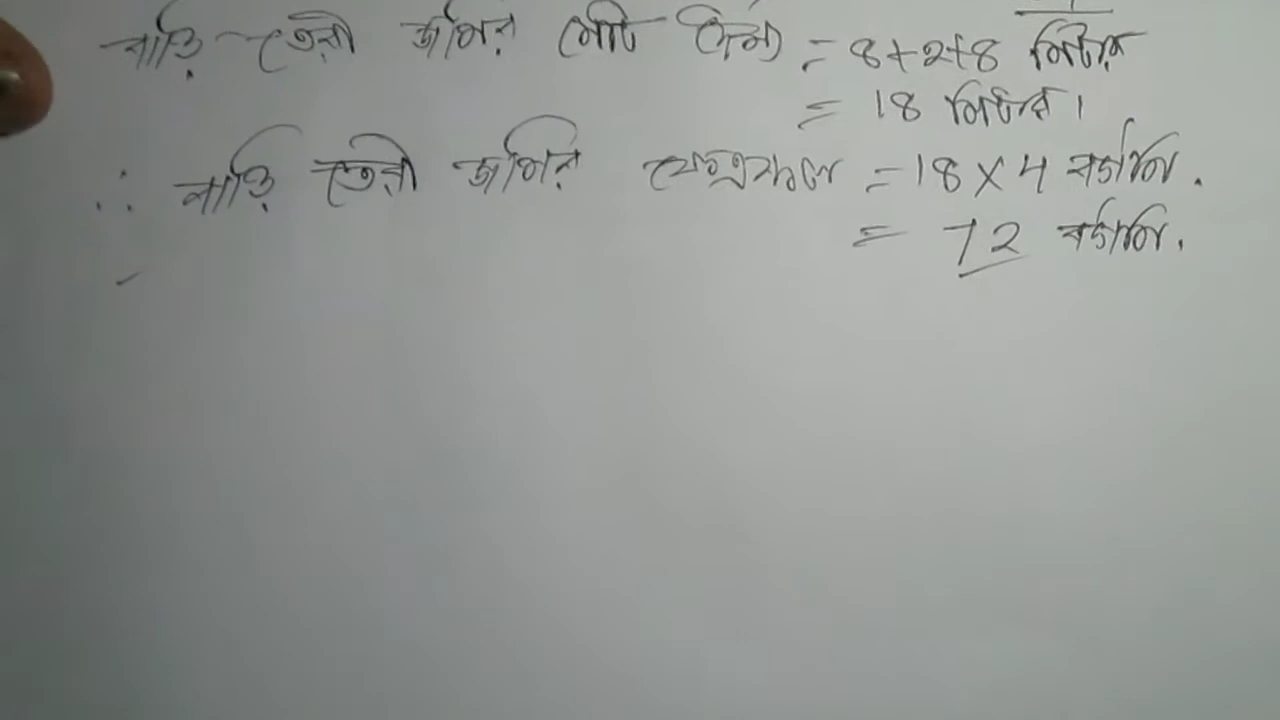 বাড়ি তৈরী জমির মোট দৈর্ঘ্য = 8+2+8 মিটার
= 18 মিটার।
∴ বাড়ি তৈরী জমির ক্ষেত্রফল = 18 × 4 বর্গমি.
= 72 বর্গমি.